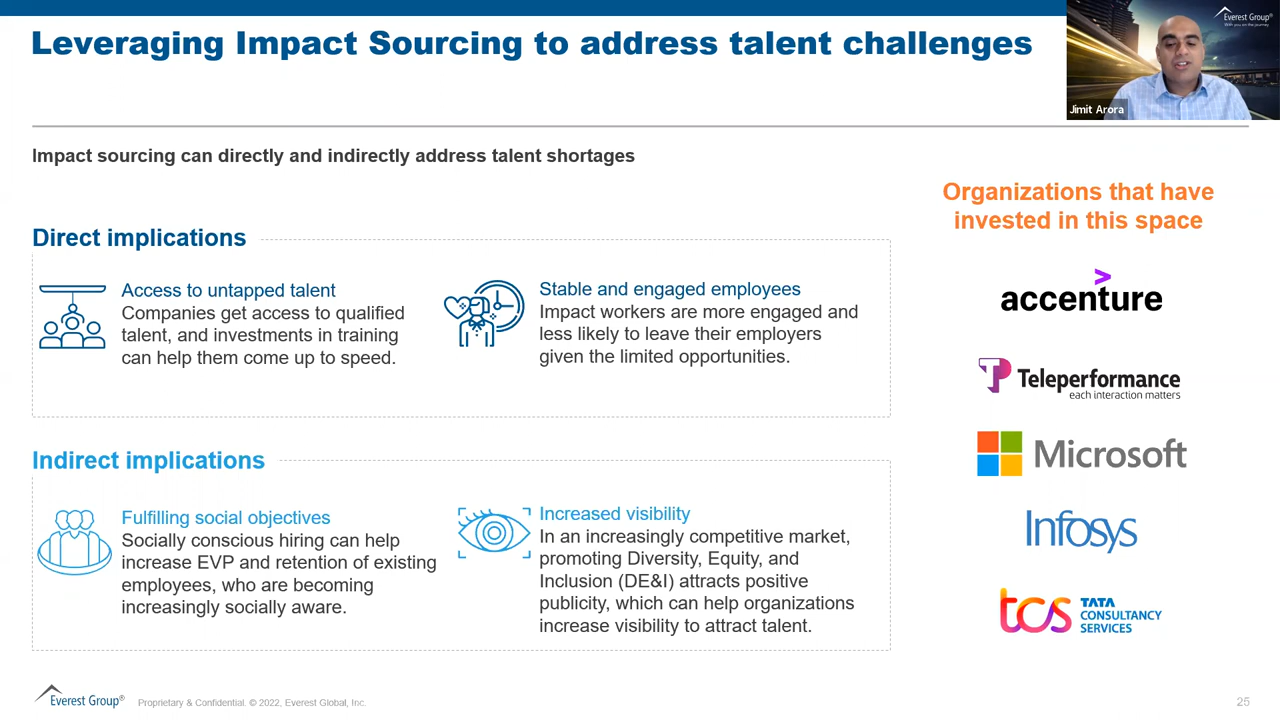 Leveraging Impact Sourcing to address talent challenges
Everest Group®
With you on the journey
Jimit Arora
Impact sourcing can directly and indirectly address talent shortages
Direct implications
Access to untapped talent
Companies get access to qualified
talent, and investments in training
can help them come up to speed.
Stable and engaged employees
Impact workers are more engaged and
less likely to leave their employers
given the limited opportunities.
Indirect implications
Fulfilling social objectives
Socially conscious hiring can help
increase EVP and retention of existing
employees, who are becoming
increasingly socially aware.
Increased visibility
In an increasingly competitive market,
promoting Diversity, Equity, and
Inclusion (DE&I) attracts positive
publicity, which can help organizations
increase visibility to attract talent.
Organizations that have
invested in this space
accenture
Teleperformance
each interaction matters
Microsoft
Infosys
tcs TATA
CONSULTANCY
SERVICES
Everest Group® Proprietary & Confidential. © 2022, Everest Global, Inc.
25